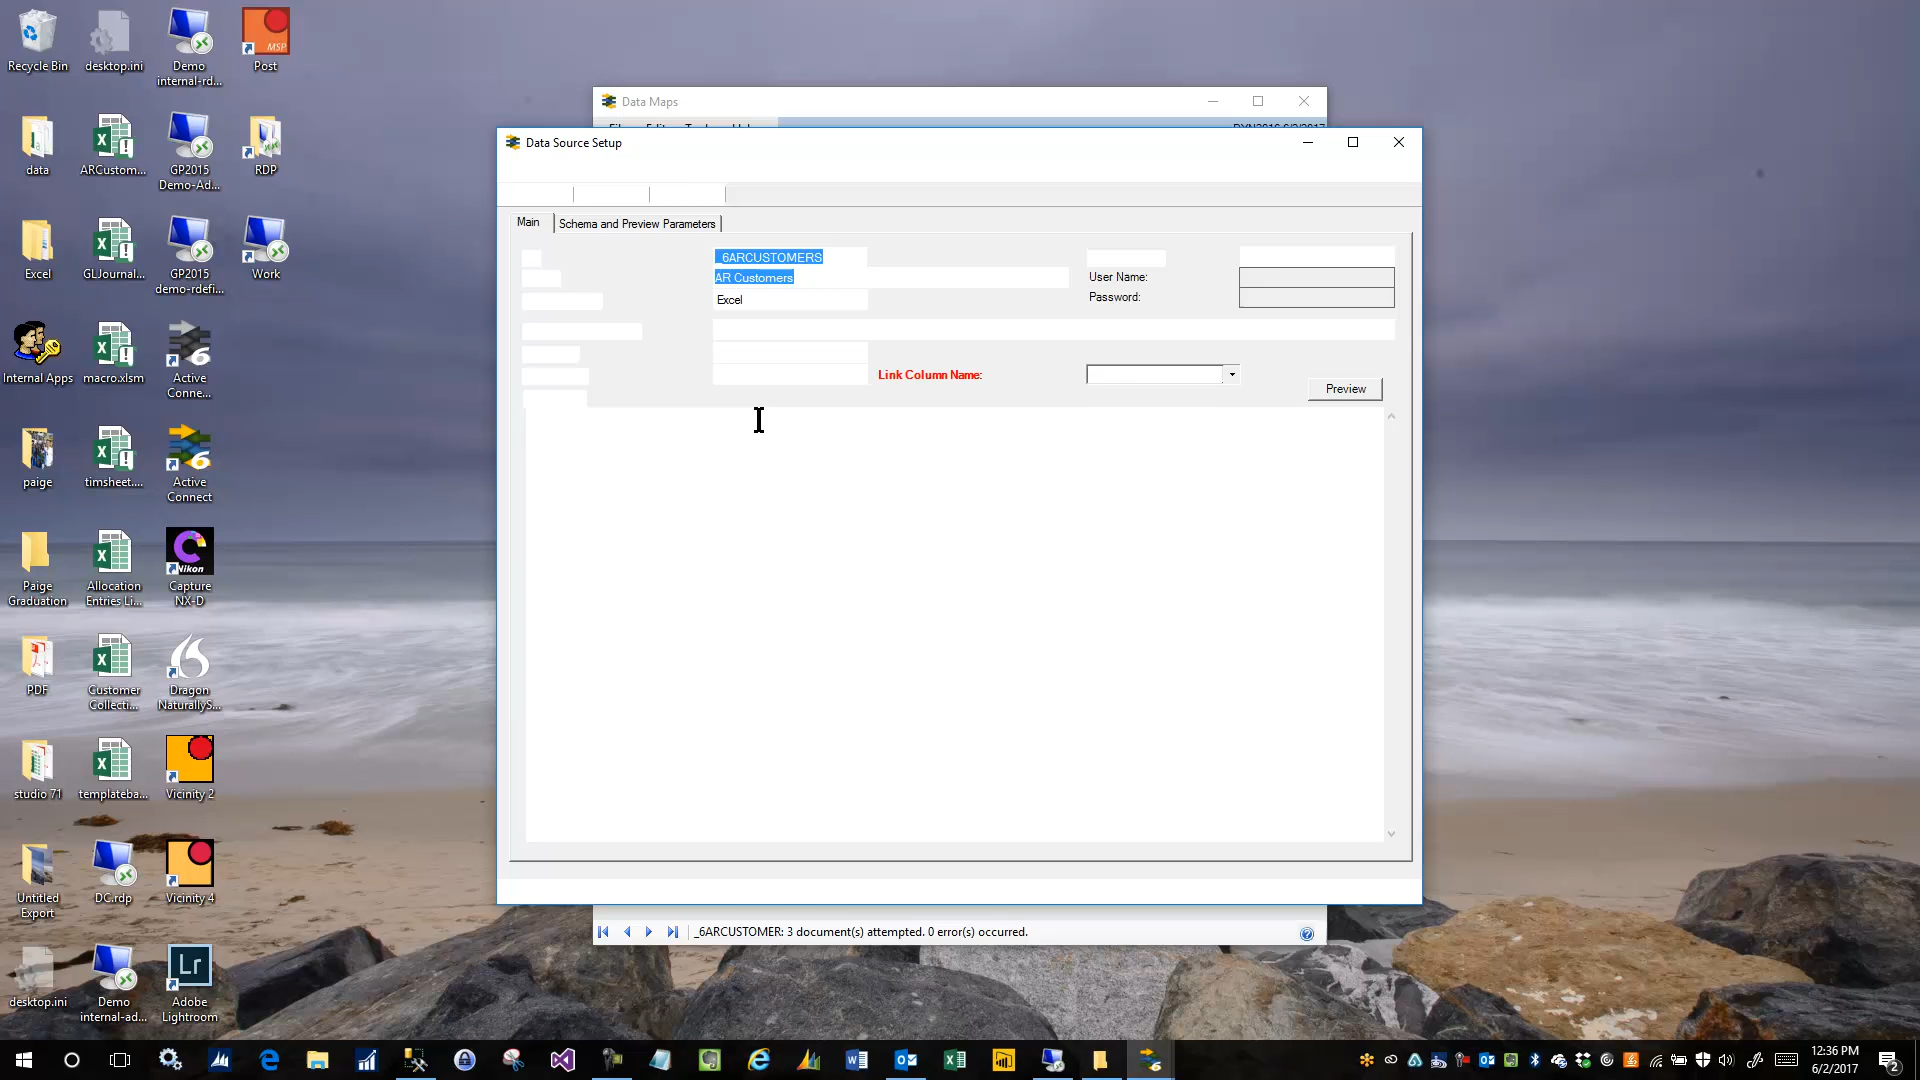 Recycle Bin
desktop.ini
Demo
internal-rd...
Post
MSP
data
ARCustom...
GP2015
Demo-Ad...
RDP
Excel
GLJournal...
GP2015
demo-rdefi...
Work
Internal Apps
macro.xlsm
Active
Conne...
paige
timsheet....
Active
Connect
Paige
Graduation
Allocation
Entries Li...
Capture
NX-D
Nikon
PDF
Customer
Collecti...
Dragon
NaturallyS...
studio 71
templateba...
Vicinity 2
Untitled
Export
DC.rdp
Vicinity 4
desktop.ini
Demo
internal-ad...
Lr
Adobe
Lightroom
Data Maps
Data Source Setup
Main
Schema and Preview Parameters
_6ARCUSTOMERS
AR Customers
Excel
User Name:
Password:
Link Column Name:
Preview
_6ARCUSTOMER: 3 document(s) attempted. 0 error(s) occurred.
12:36 PM
6/2/2017
2